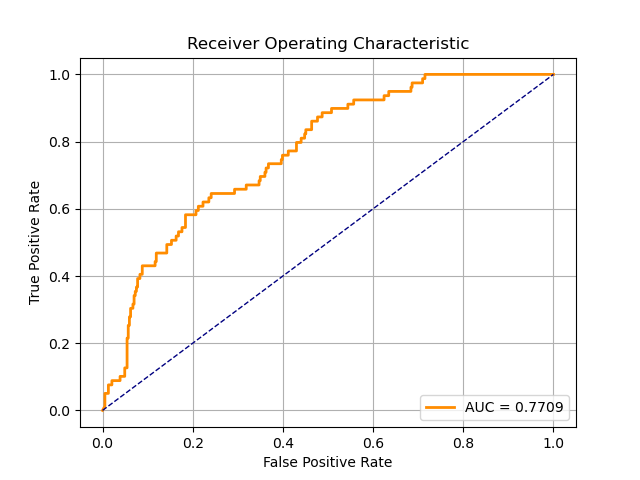 Receiver Operating Characteristic
True Positive Rate
1.0
0.8
0.6
0.4
0.2
0.0
AUC = 0.7709
0.0 0.2 0.4 0.6 0.8 1.0
False Positive Rate